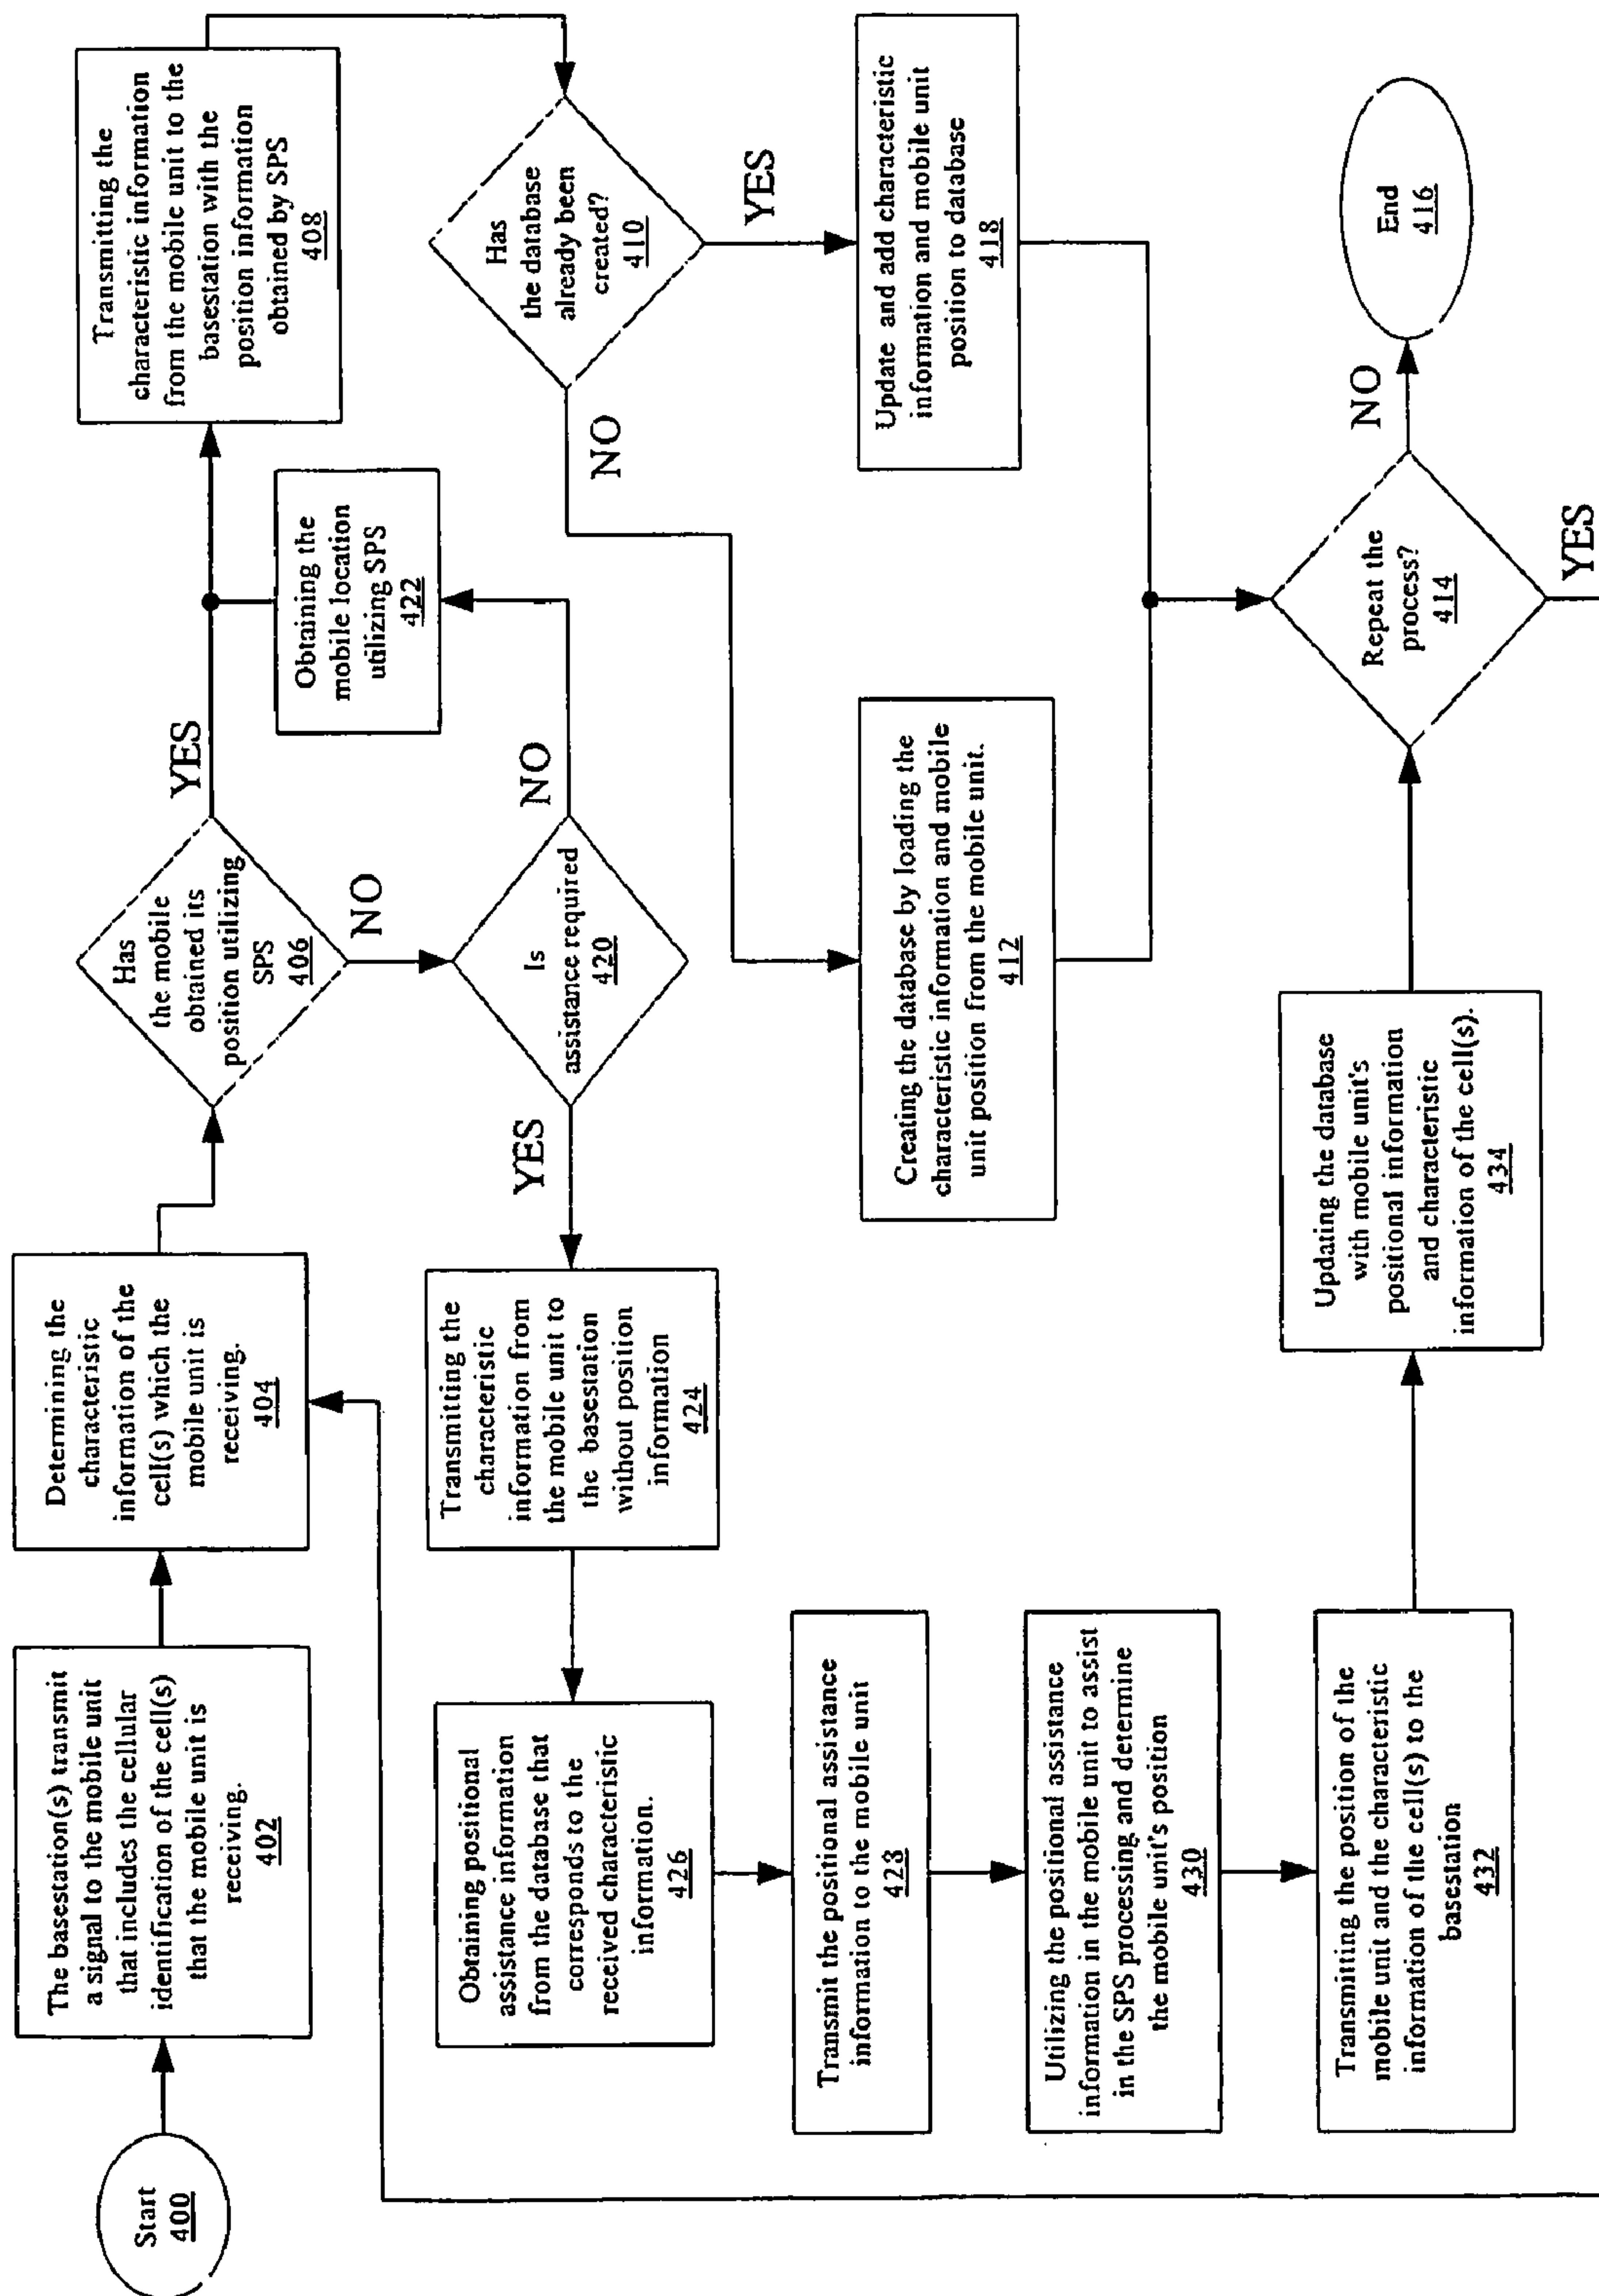 Start
400
The basestation(s) transmit
a signal to the mobile unit
that includes the cellular
identification of the cell(s)
that the mobile unit is
receiving.
402
Determining the
characteristic
information of the
cell(s) which the
mobile unit is
receiving.
404
Has
the mobile
obtained its
position utilizing
SPS
406
YES
NO
Transmitting the
characteristic information
from the mobile unit to the
basestation with the
position information
obtained by SPS
408
Obtaining the
mobile location
utilizing SPS
422
Is
assistance required
420
NO
YES
Has
the database
already been
created?
410
NO
YES
Transmitting the
characteristic
information from
the mobile unit to
the basestation
without position
information
424
Obtaining positional
assistance information
from the database that
corresponds to the
received characteristic
information.
426
Transmit the positional assistance
information to the mobile unit
428
Utilizing the positional assistance
information in the mobile unit to assist
in the SPS processing and determine
the mobile unit's position
430
Transmitting the position of the
mobile unit and the characteristic
information of the cell(s) to the
basestation
432
Creating the database by loading the
characteristic information and mobile
unit position from the mobile unit.
412
Update and add characteristic
information and mobile unit
position to database
418
Updating the database
with mobile unit's
positional information
and characteristic
information of the cell(s).
434
Repeat the
process?
414
NO
YES
End
416